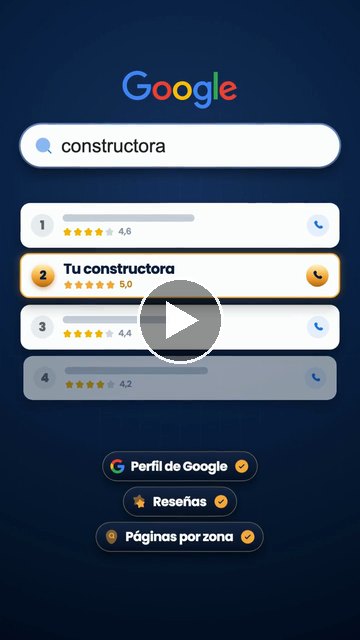 Google
constructora
1
4,6
2
Tu constructora
5,0
3
4,4
4
4,2
Perfil de Google
Reseñas
Páginas por zona